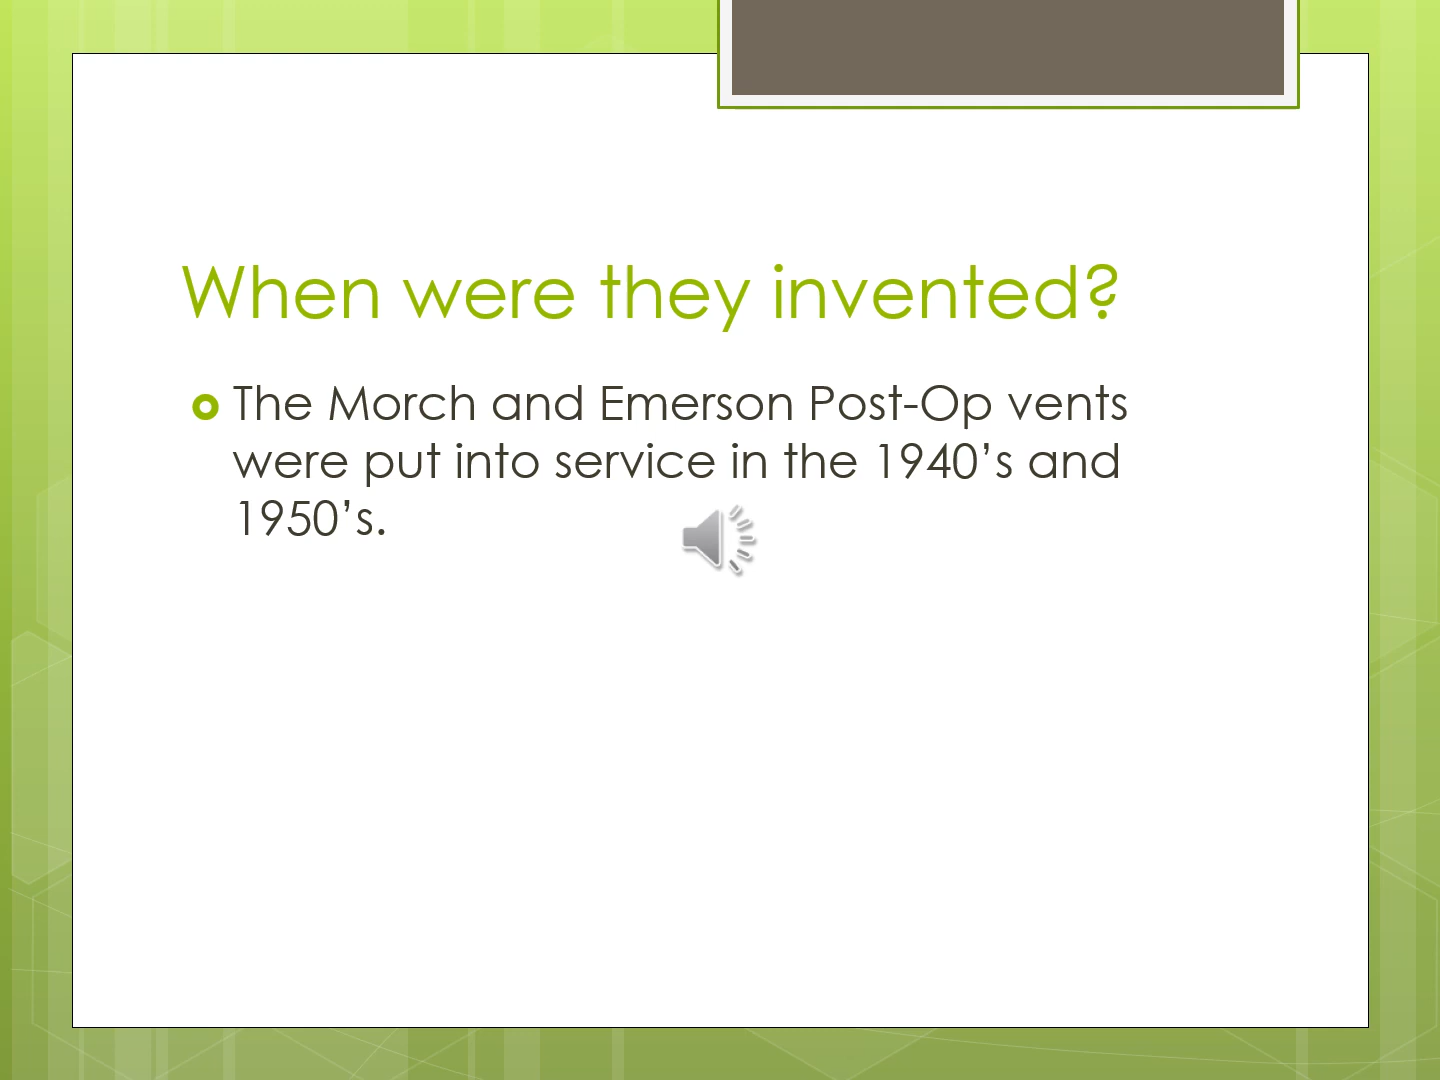 When were they invented?
The Morch and Emerson Post-Op vents
were put into service in the 1940’s and
1950’s.